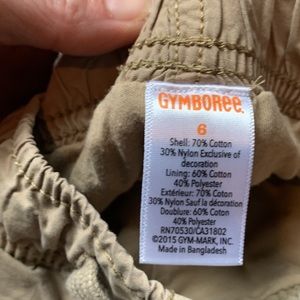 GYMBOREE.
6
Shell: 70% Cotton
30% Nylon Exclusive of
decoration
Lining: 60% Cotton
40% Polyester
Extérieur: 70% Coton
30% Nylon Sauf la décoration
Doublure: 60% Coton
40% Polyester
RN70530/CA31802
©2015 GYM-MARK, INC.
Made in Bangladesh